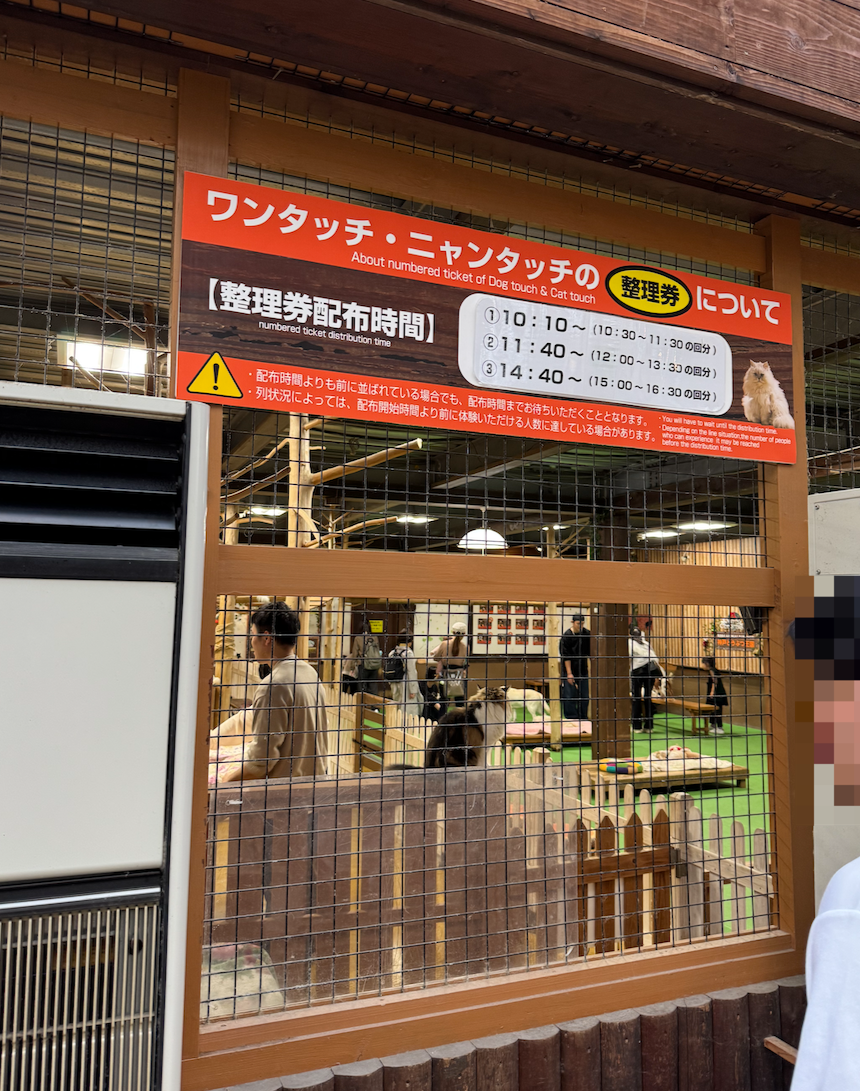 ワンタッチ・ニャンタッチの 整理券 について
About numbered ticket of Dog touch & Cat touch
【整理券配布時間】
numbered ticket distribution time
①10：10～（10：30～11：30の回分）
②11：40～（12：00～13：30の回分）
③14：40～（15：00～16：30の回分）
・配布時間よりも前に並ばれている場合でも、配布時間までお待ちいただくこととなります。
・列状況によっては、配布開始時間より前に体験いただける人数に達している場合があります。
・You will have to wait until the distribution time.
・Depending on the line situation,the number of people
who can experience it may be reached
before the distribution time.